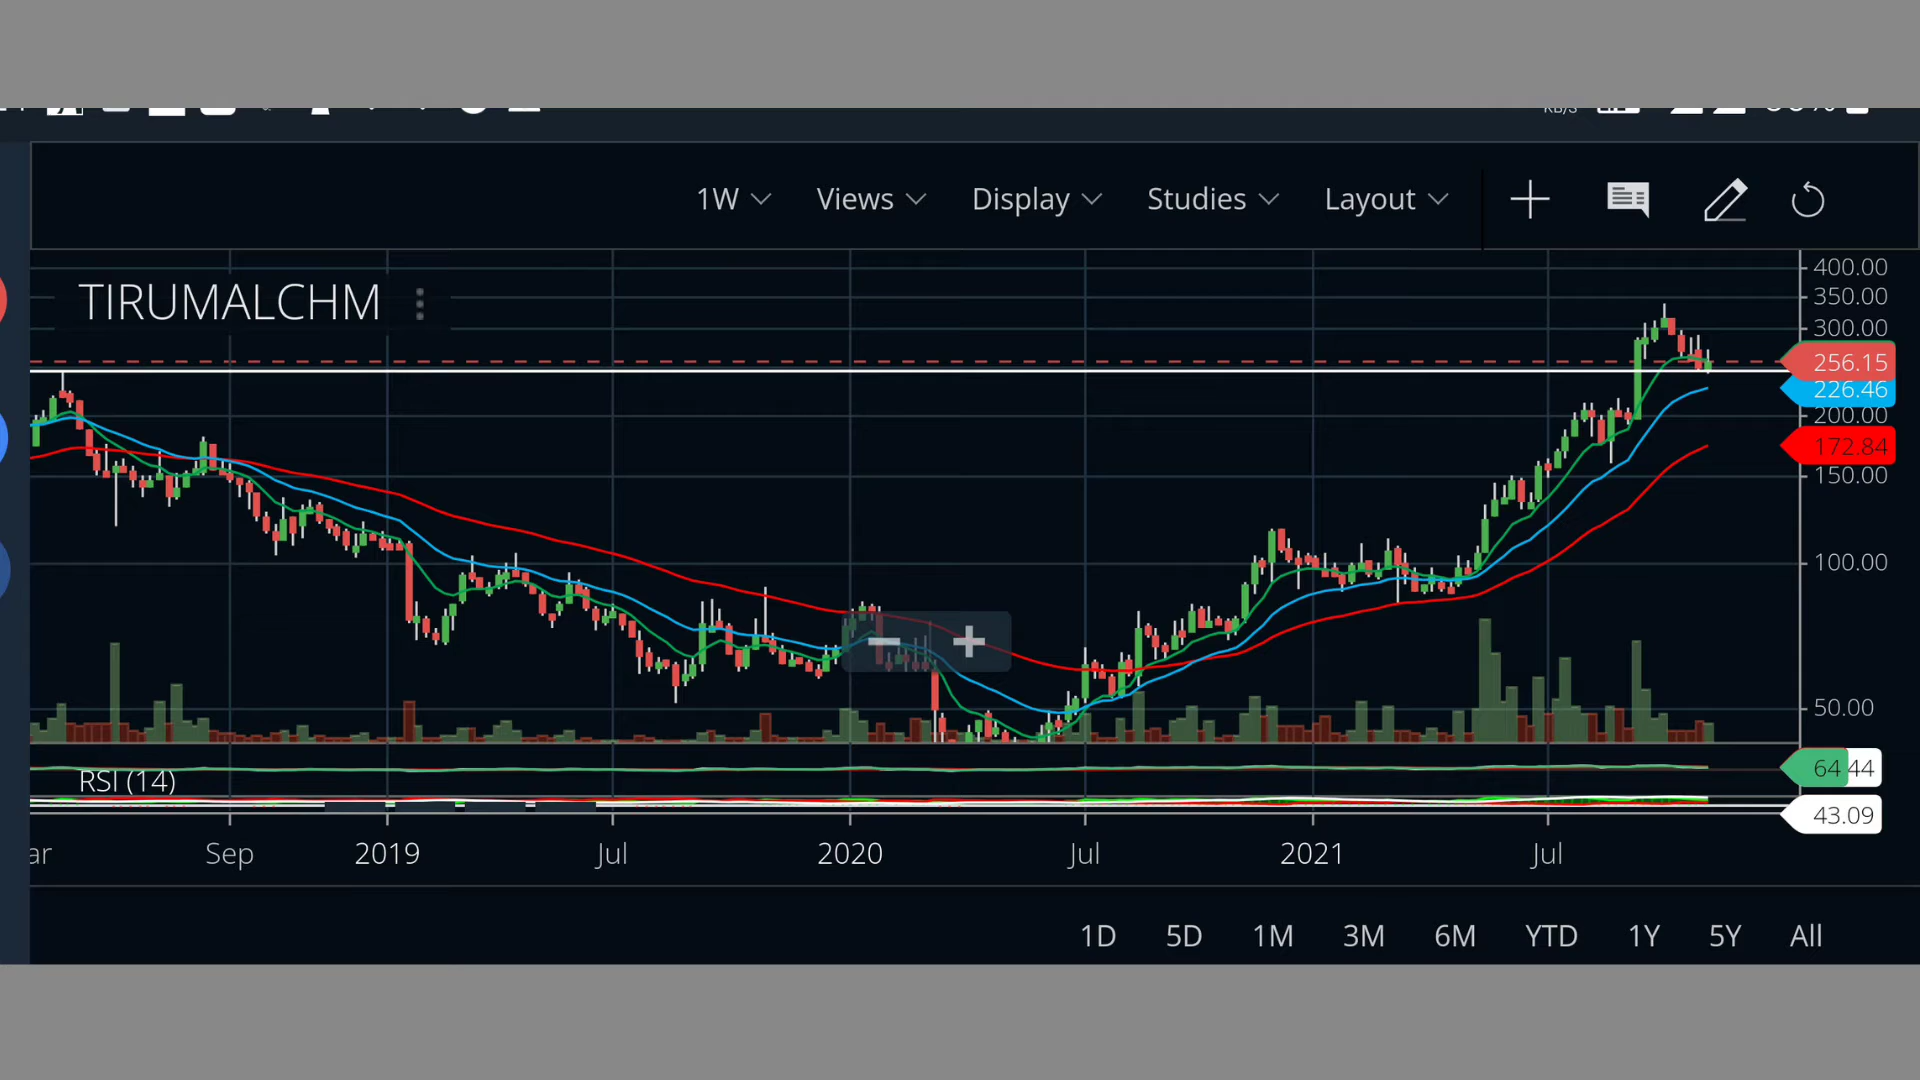 KB/S
1W Views Display Studies Layout
TIRUMALCHM
400.00
350.00
300.00
256.15
226.46
200.00
172.84
150.00
100.00
50.00
RSI (14)
64 44
43.09
Sep 2019 Jul 2020 Jul 2021 Jul
1D 5D 1M 3M 6M YTD 1Y 5Y All